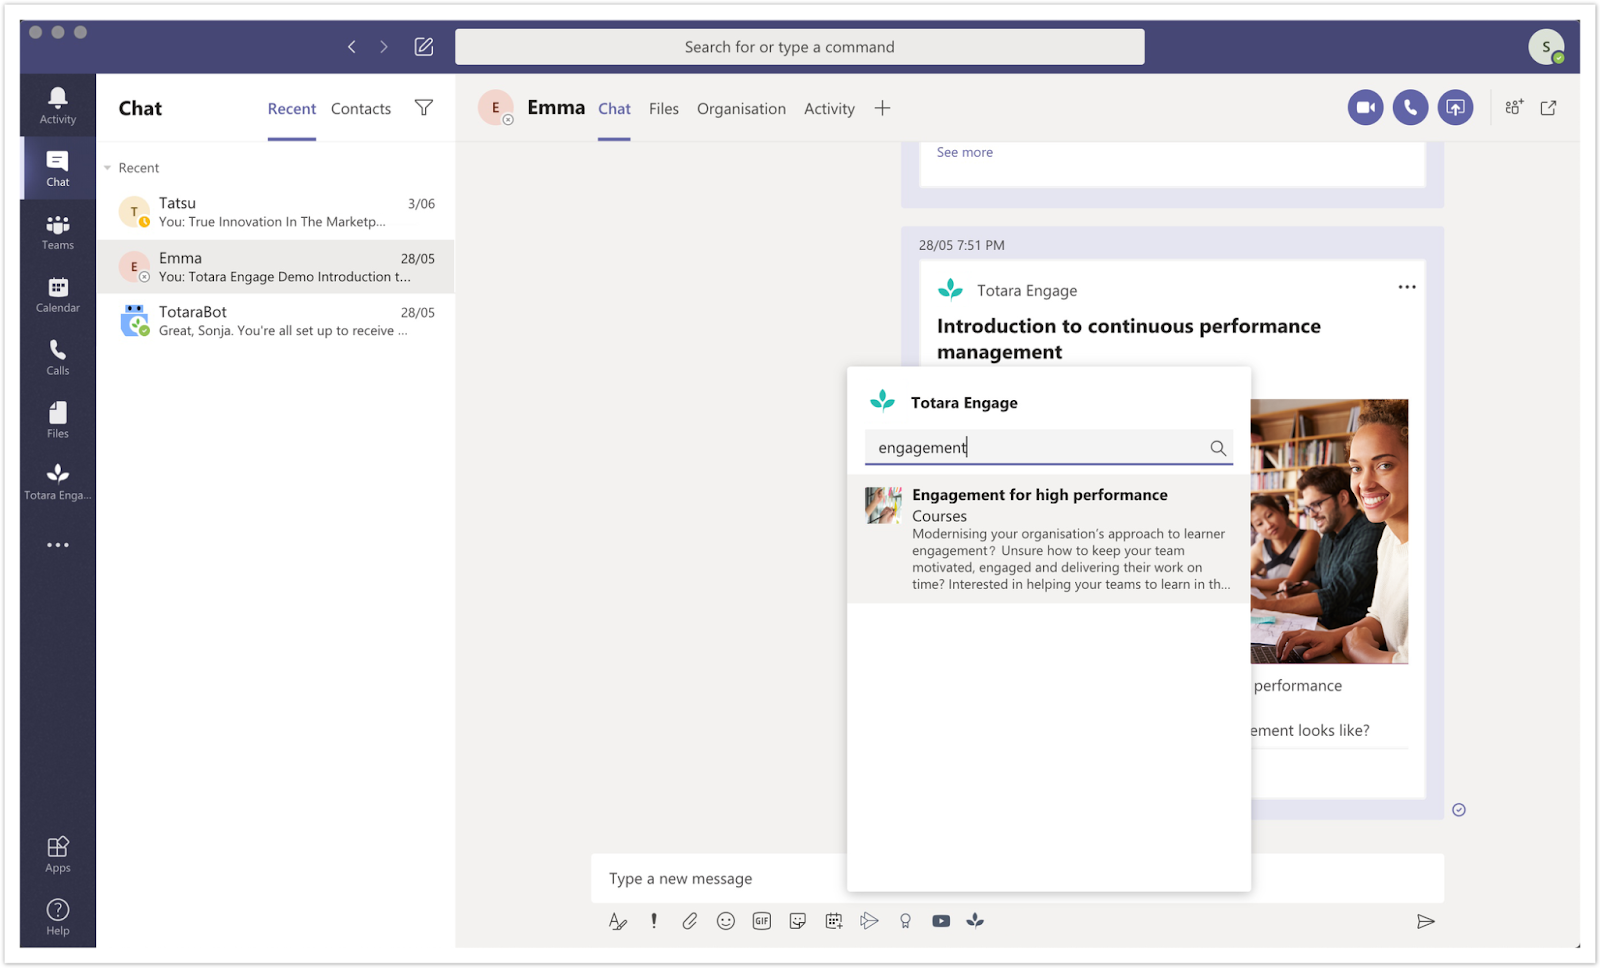 Search for or type a command
S
Activity
Chat
Teams
Calendar
Calls
Files
Totara Enga...
Apps
Help
Chat
Recent
Contacts
Recent
T
Tatsu
3/06
You: True Innovation In The Marketp...
E
Emma
28/05
You: Totara Engage Demo Introduction t...
TotaraBot
28/05
Great, Sonja. You're all set up to receive ...
E
Emma
Chat
Files
Organisation
Activity
See more
28/05 7:51 PM
Totara Engage
Introduction to continuous performance
management
Totara Engage
engagement
Engagement for high performance
Courses
Modernising your organisation's approach to learner
engagement? Unsure how to keep your team
motivated, engaged and delivering their work on
time? Interested in helping your teams to learn in th...
performance
ement looks like?
Type a new message
GIF